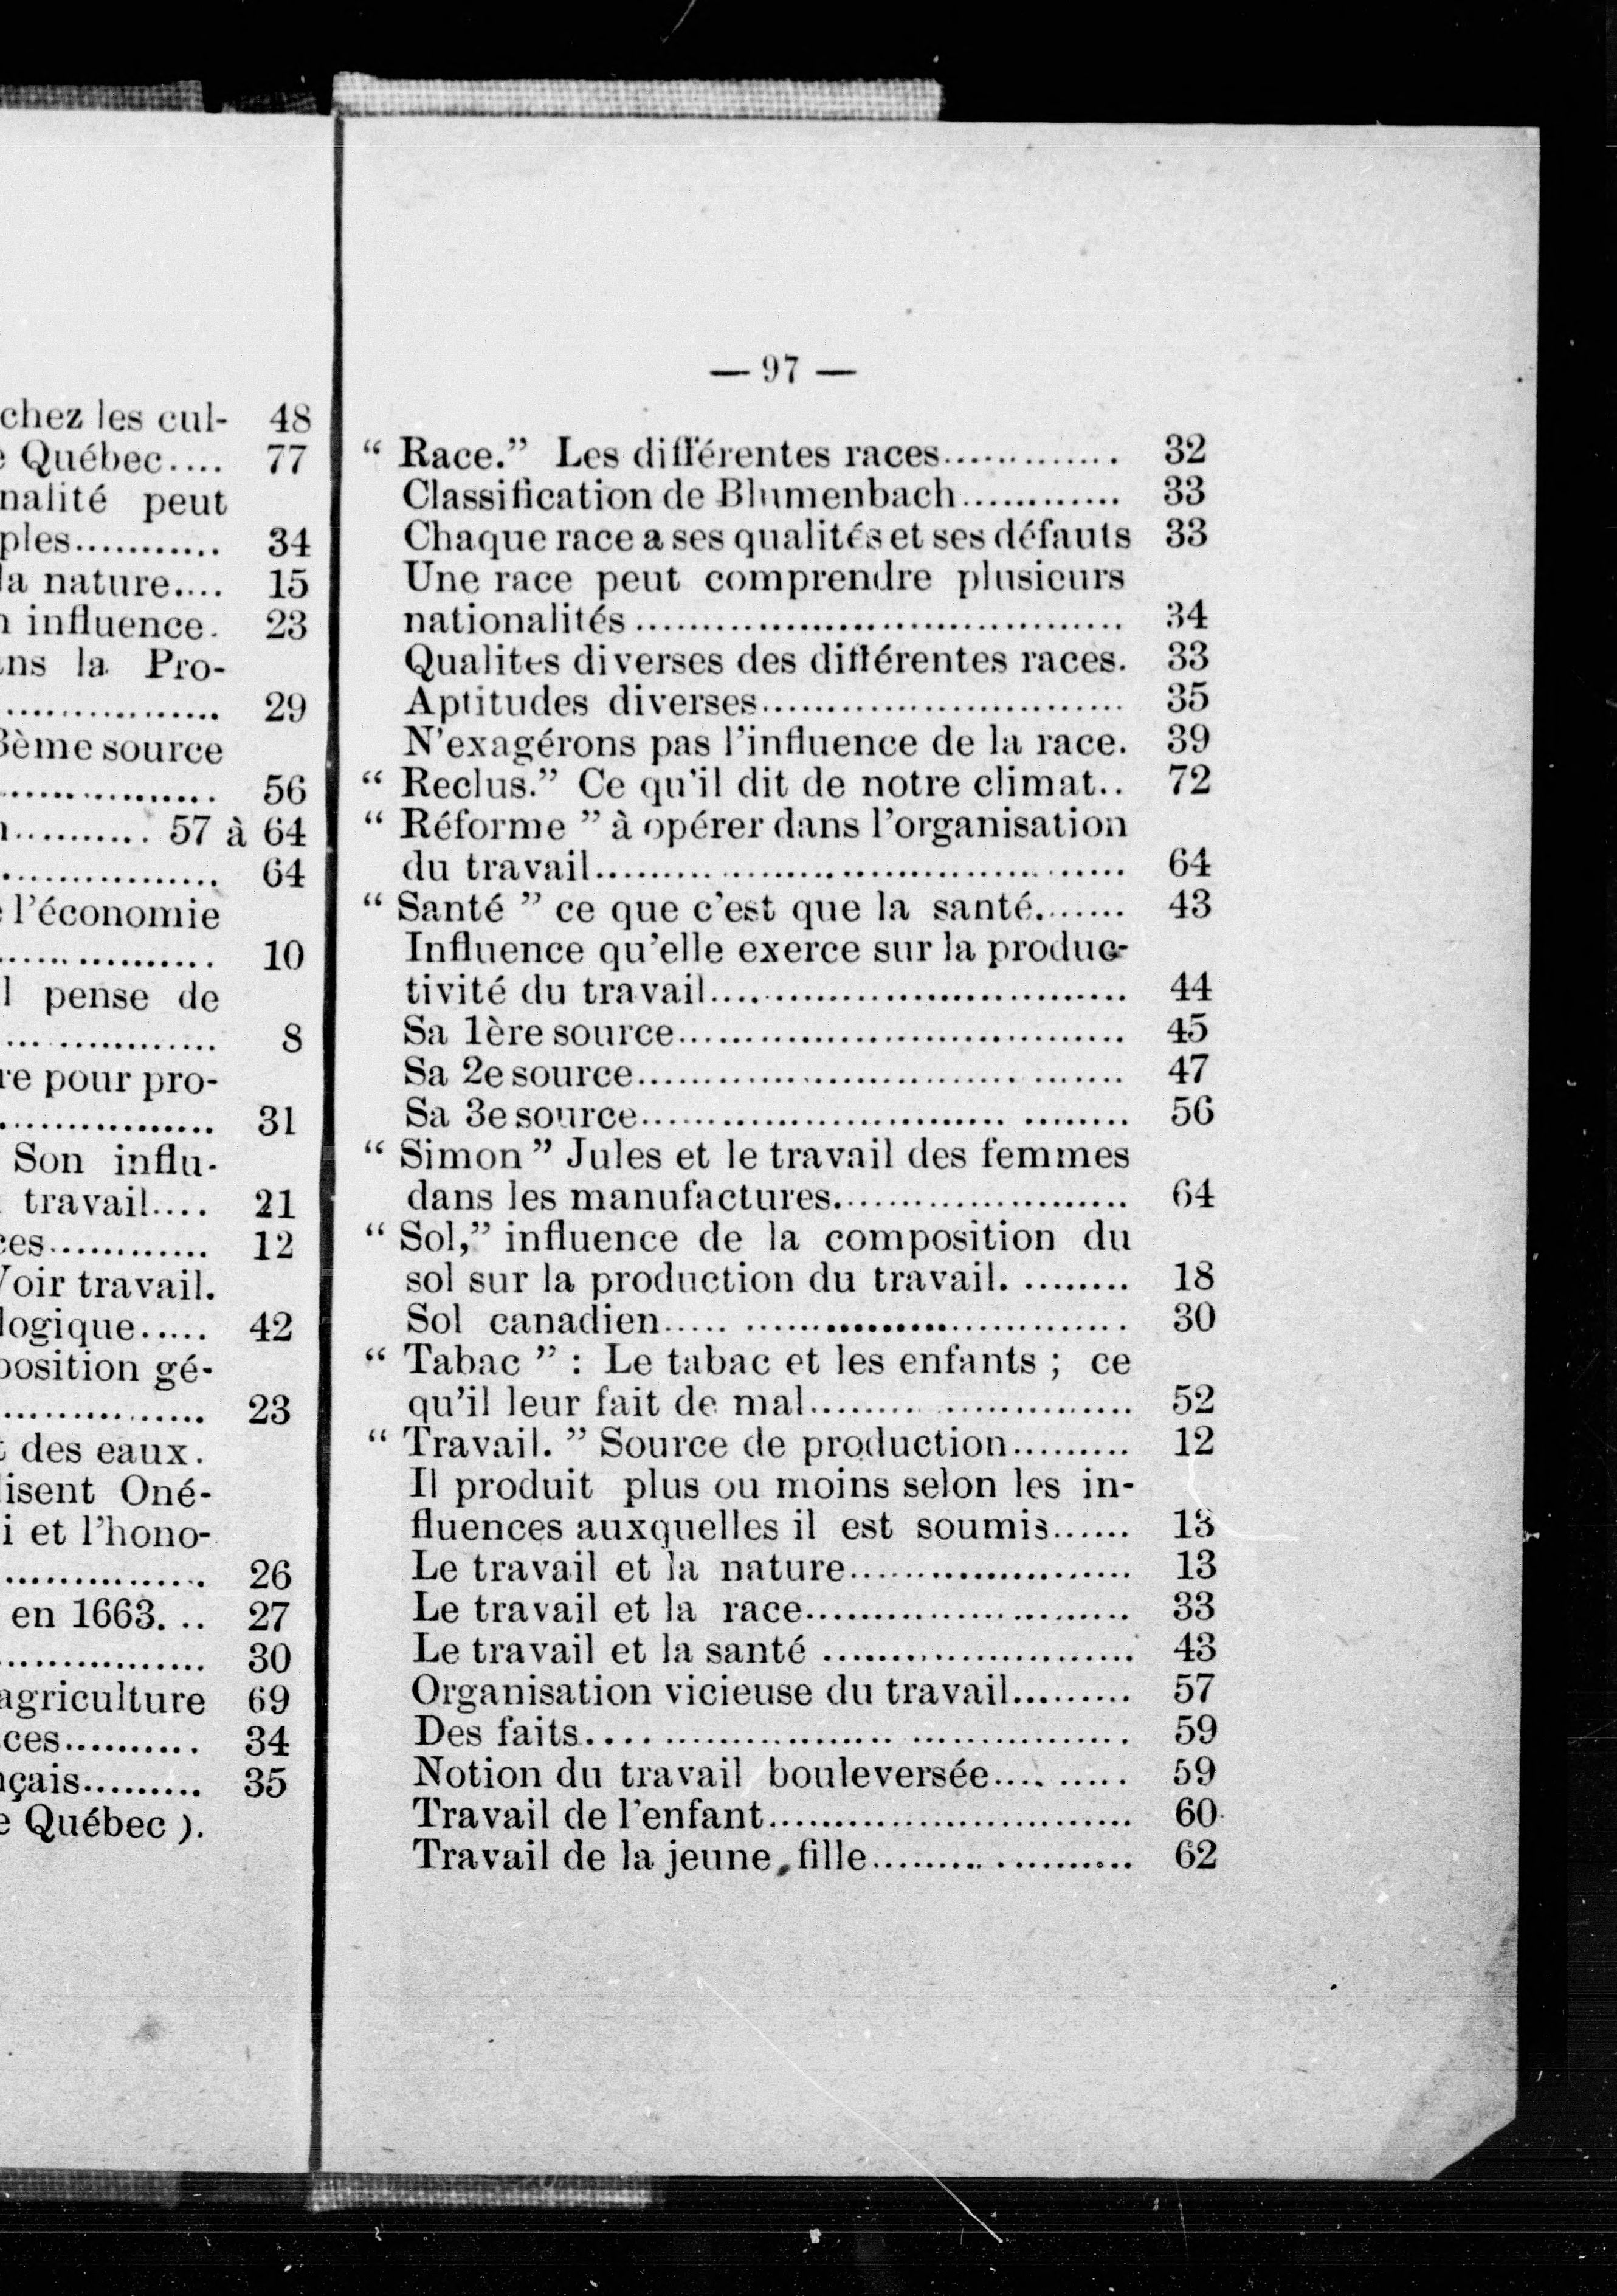 chez les cul- 48
Québec.... 77
nalité peut
ples........... 34
la nature.... 15
influence. 23
ns la Pro-
................ 29
3ème source
................ 56
.......... 57 à 64
................ 64
l'économie
................ 10
pense de
................ 8
re pour pro-
................ 31
Son influ-
travail.... 21
ces............ 12
Voir travail.
logique..... 42
position gé-
............... 23
des eaux.
disent Oné-
i et l'hono-
............... 26
en 1663. .. 27
................ 30
agriculture 69
ces.......... 34
nçais......... 35
Québec ).
— 97 —
“ Race.” Les différentes races............. 32
Classification de Blumenbach............ 33
Chaque race a ses qualités et ses défauts 33
Une race peut comprendre plusieurs
nationalités .................................... 34
Qualités diverses des différentes races. 33
Aptitudes diverses........................... 35
N'exagérons pas l'influence de la race. 39
“ Reclus.” Ce qu'il dit de notre climat.. 72
“ Réforme ” à opérer dans l'organisation
du travail....................................... 64
“ Santé ” ce que c'est que la santé....... 43
Influence qu'elle exerce sur la produc-
tivité du travail............................... 44
Sa 1ère source................................. 45
Sa 2e source................................... 47
Sa 3e source................................... 56
“ Simon ” Jules et le travail des femmes
dans les manufactures...................... 64
“ Sol,” influence de la composition du
sol sur la production du travail. ........ 18
Sol canadien..... ............................. 30
“ Tabac ” : Le tabac et les enfants ; ce
qu'il leur fait de mal........................ 52
“ Travail. ” Source de production......... 12
Il produit plus ou moins selon les in-
fluences auxquelles il est soumis...... 13
Le travail et la nature..................... 13
Le travail et la race........................ 33
Le travail et la santé ....................... 43
Organisation vicieuse du travail......... 57
Des faits.... ................................... 59
Notion du travail bouleversée.... ..... 59
Travail de l'enfant........................... 60
Travail de la jeune fille................... 62